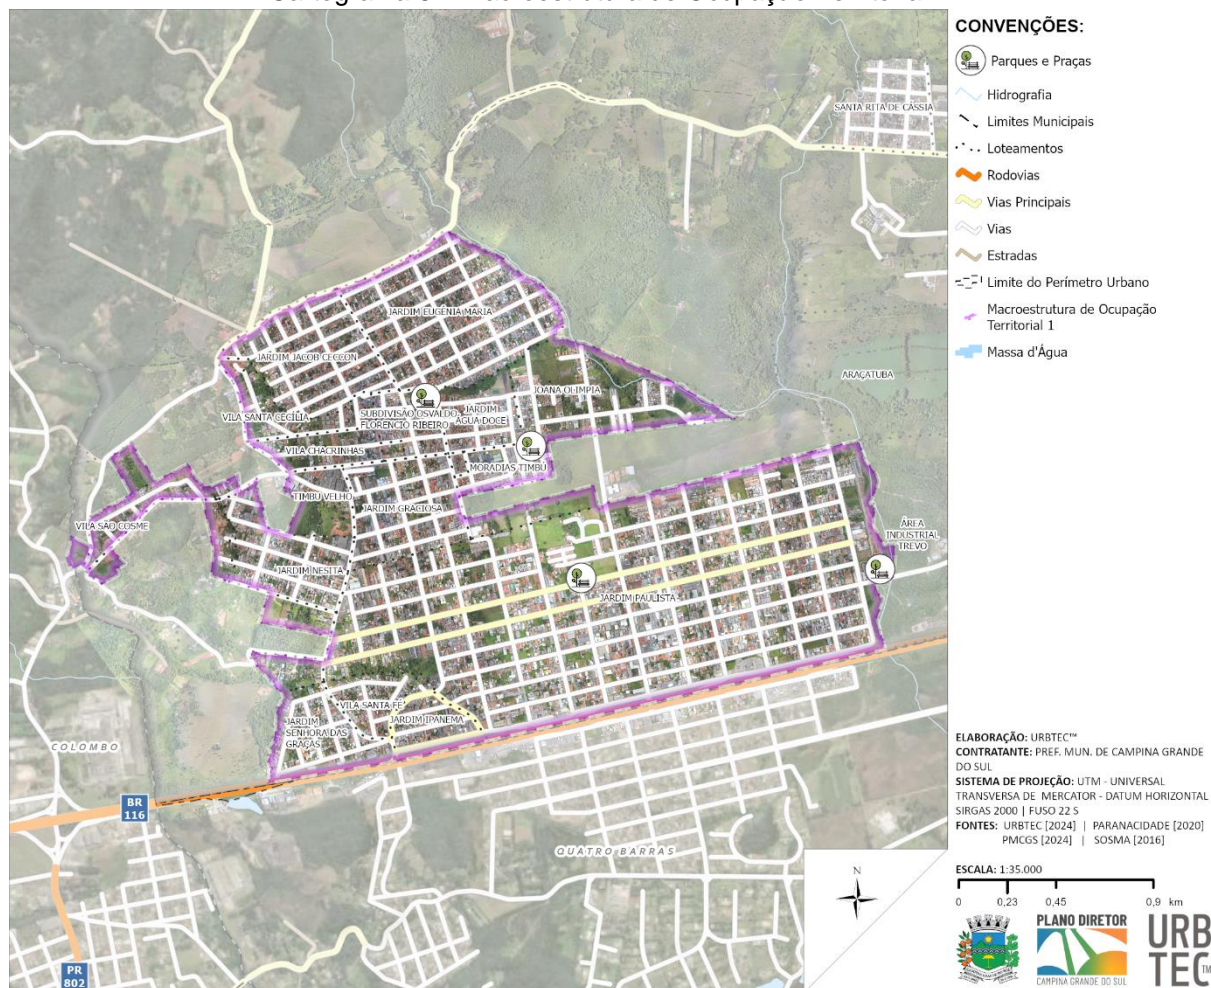 CONVENÇÕES:
Parques e Praças
Hidrografia
Limites Municipais
Loteamentos
Rodovias
Vias Principais
Vias
Estradas
Limite do Perímetro Urbano
Macroestrutura de Ocupação
Territorial 1
Massa d'Água
SANTA RITA DE CÁSSIA
JARDIM EUGÊNIA MARIA
JARDIM JACOB CECCON
ARAÇATUBA
JOANA OLIMPIA
VILA SANTA CECÍLIA
SUBDIVISÃO OSVALDO
FLORENCIO RIBEIRO
JARDIM
ÁGUA DOCE
VILA CHACRINHAS
MORADIAS TIMBU
TIMBU VELHO
JARDIM GRACIOSA
VILA SÃO COSME
ÁREA
INDUSTRIAL
TREVO
JARDIM NESITA
JARDIM PAULISTA
VILA SANTA FÉ
JARDIM IPANEMA
JARDIM
SENHORA DAS
GRAÇAS
COLOMBO
BR
116
QUATRO BARRAS
PR
802
N
ELABORAÇÃO: URBTEC™
CONTRATANTE: PREF. MUN. DE CAMPINA GRANDE
DO SUL
SISTEMA DE PROJEÇÃO: UTM - UNIVERSAL
TRANSVERSA DE MERCATOR - DATUM HORIZONTAL
SIRGAS 2000 | FUSO 22 S
FONTES: URBTEC [2024] | PARANACIDADE [2020]
PMCGS [2024] | SOSMA [2016]
ESCALA: 1:35.000
0 0,23 0,45 0,9 km
PLANO DIRETOR
CAMPINA GRANDE DO SUL
URB
TEC™